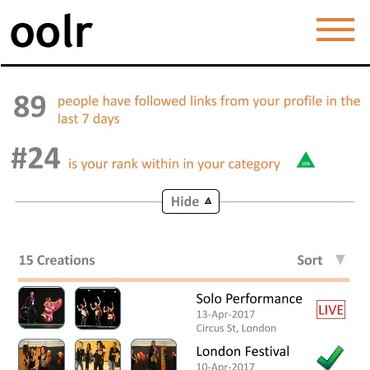 oolr
89 people have followed links from your profile in the
last 7 days
#24 is your rank within in your category
Hide
15 Creations Sort
Solo Performance
13-Apr-2017
Circus St, London
LIVE
London Festival
10-Apr-2017